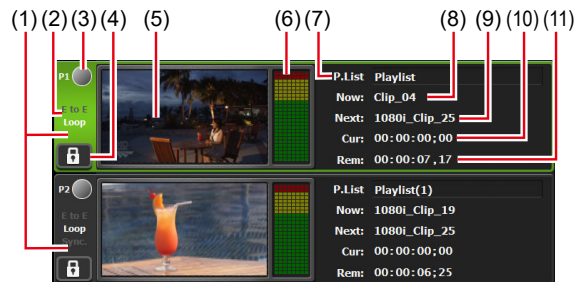 (1) (2) (3) (4) (5) (6) (7) (8) (9) (10) (11)
P1 P.List Playlist
Now: Clip_04
E to E Next: 1080i_Clip_25
Loop Cur: 00:00:00;00
Rem: 00:00:07,17
P2 P.List Playlist(1)
Now: 1080i_Clip_19
E to E Next: 1080i_Clip_25
Loop
Sync. Cur: 00:00:00;00
Rem: 00:00:06;25